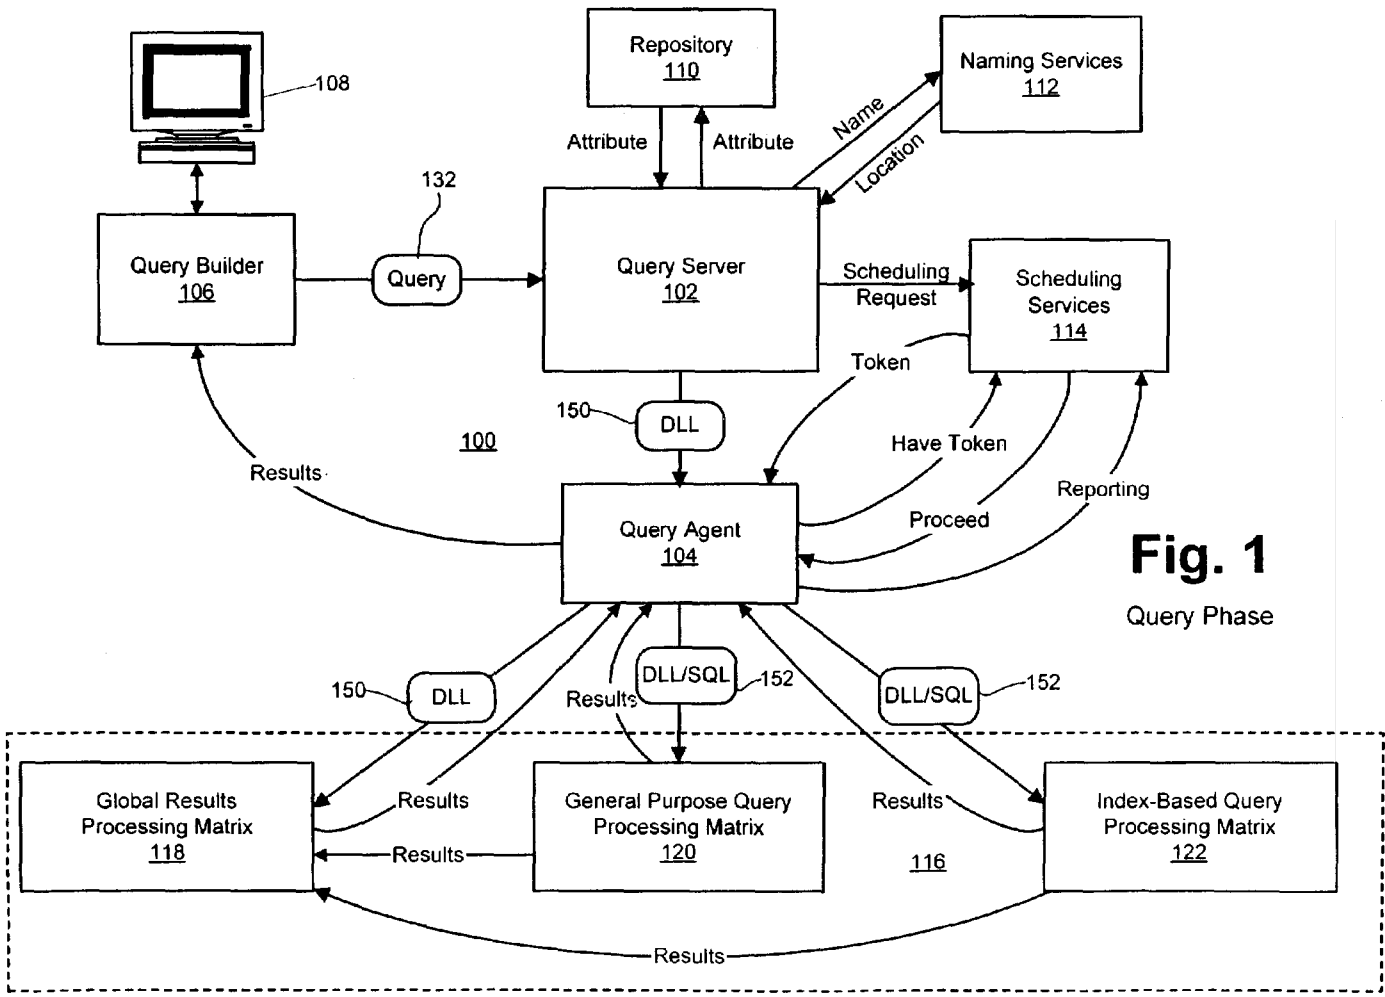 Repository
110
Naming Services
112
108
Attribute
Attribute
Name
Location
132
Query Builder
106
Query
Query Server
102
Scheduling
Request
Scheduling
Services
114
Token
150
DLL
100
Have Token
Results
Reporting
Proceed
Query Agent
104
Fig. 1
Query Phase
150
DLL
Results
DLL/SQL
152
DLL/SQL
152
Global Results
Processing Matrix
118
Results
General Purpose Query
Processing Matrix
120
Results
Index-Based Query
Processing Matrix
122
Results
116
Results